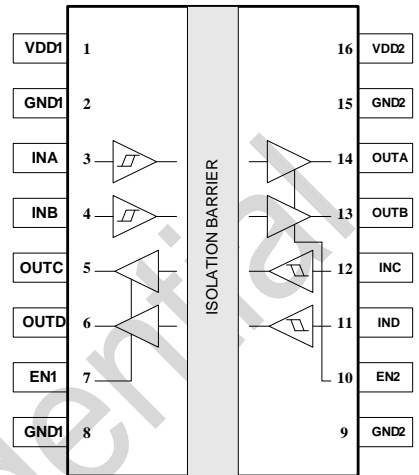 VDD1 1 16 VDD2
GND1 2 15 GND2
INA 3 14 OUTA
INB 4 13 OUTB
OUTC 5 12 INC
OUTD 6 11 IND
EN1 7 10 EN2
GND1 8 9 GND2
ISOLATION BARRIER
dential